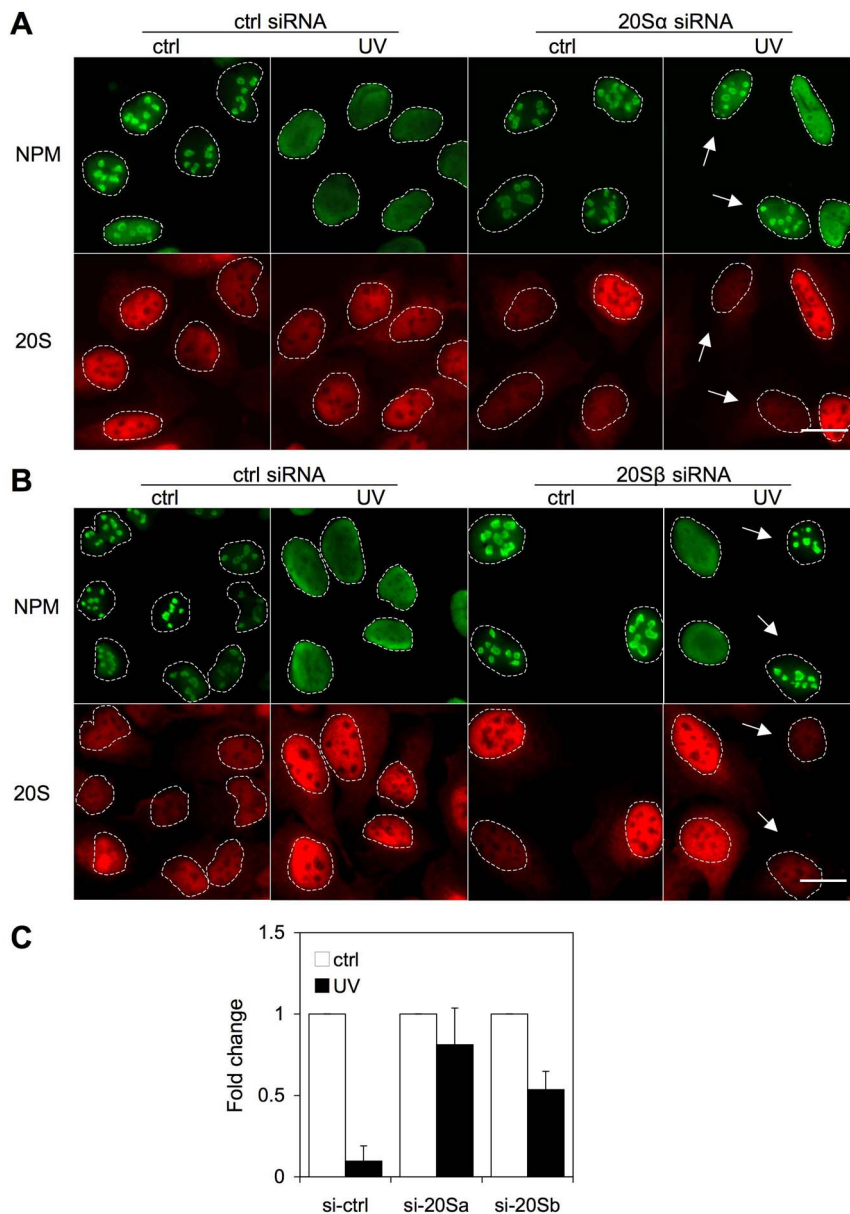 A
ctrl siRNA 20Sα siRNA
ctrl UV ctrl UV
NPM
20S
B
ctrl siRNA 20Sβ siRNA
ctrl UV ctrl UV
NPM
20S
C
1.5
ctrl
UV
1
Fold change
0.5
0
si-ctrl si-20Sa si-20Sb